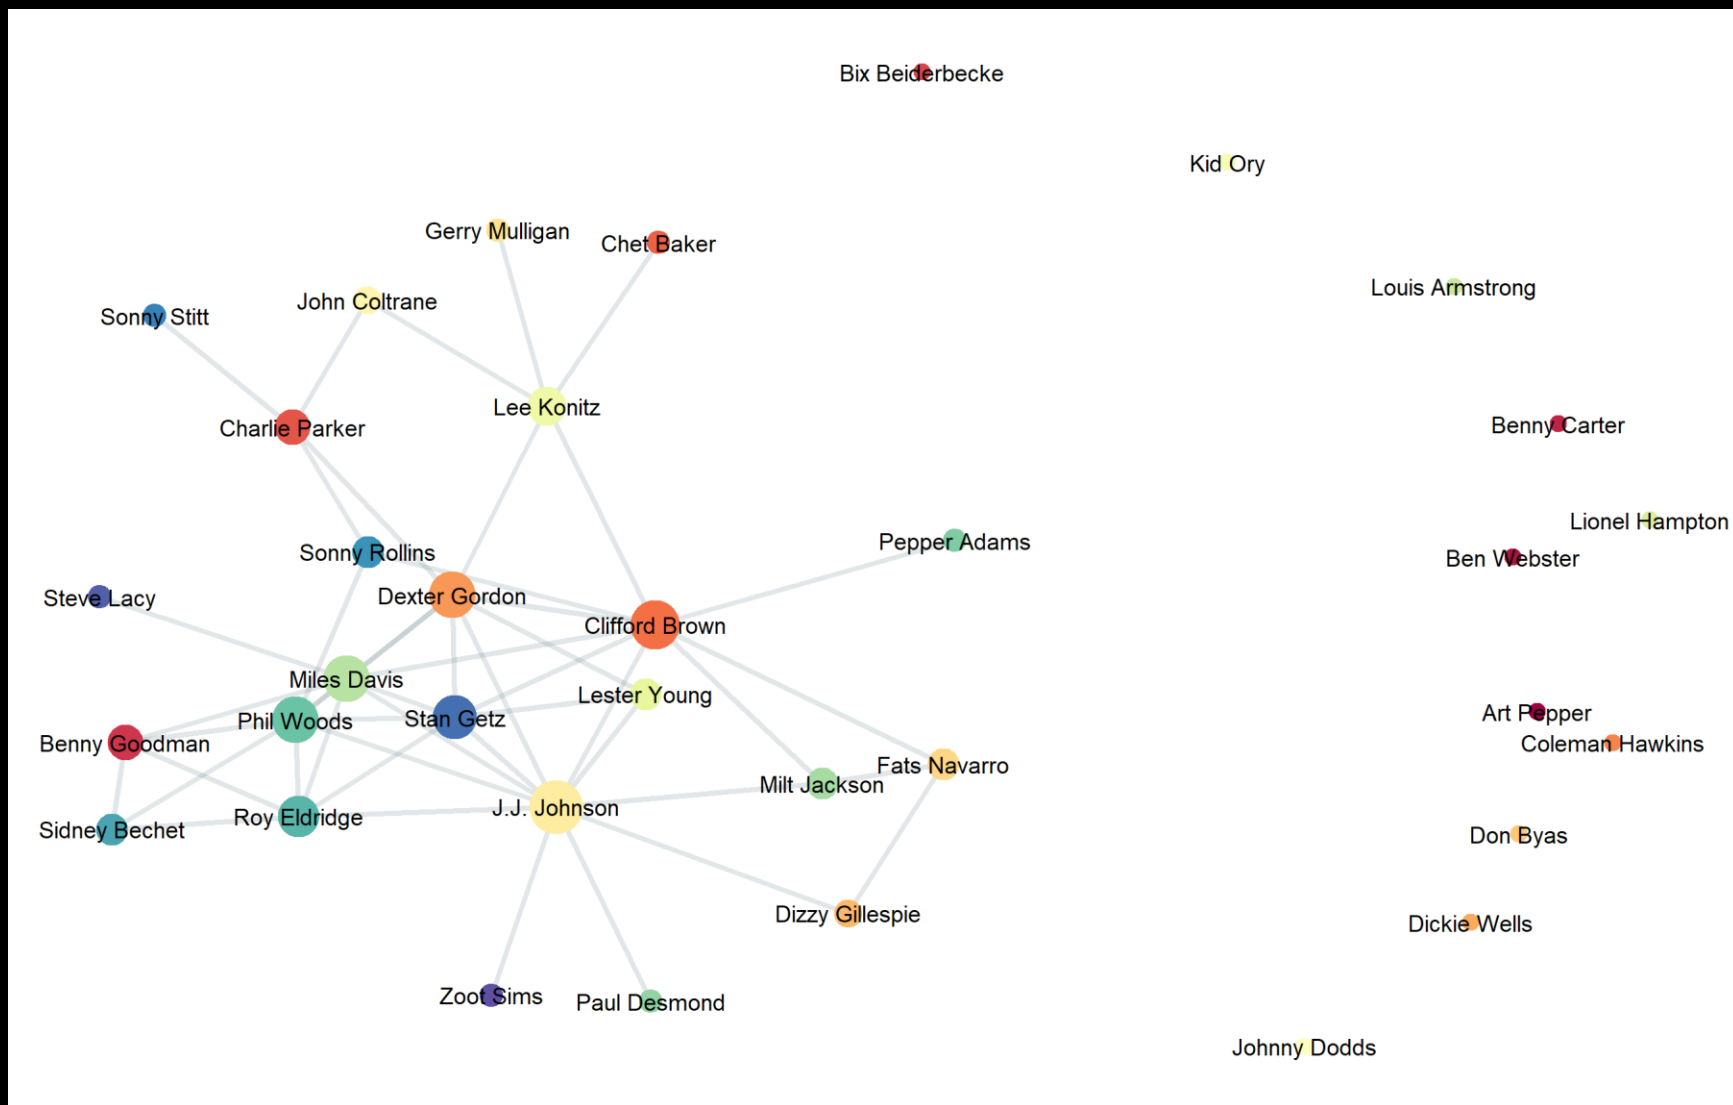 Bix Beiderbecke
Kid Ory
Gerry Mulligan
Chet Baker
Louis Armstrong
John Coltrane
Sonny Stitt
Lee Konitz
Charlie Parker
Benny Carter
Lionel Hampton
Pepper Adams
Sonny Rollins
Ben Webster
Steve Lacy
Dexter Gordon
Clifford Brown
Miles Davis
Lester Young
Phil Woods
Stan Getz
Art Pepper
Benny Goodman
Coleman Hawkins
Fats Navarro
Milt Jackson
J.J. Johnson
Roy Eldridge
Sidney Bechet
Don Byas
Dizzy Gillespie
Dickie Wells
Zoot Sims
Paul Desmond
Johnny Dodds